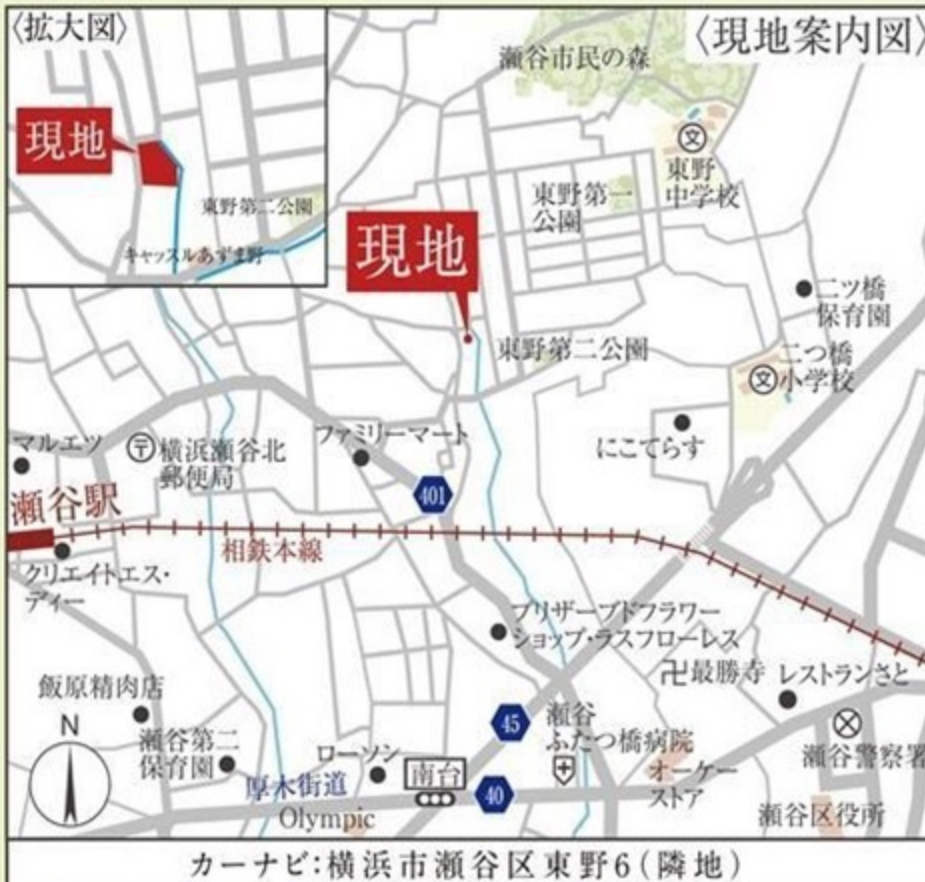 〈拡大図〉
現地
東野第二公園
キャッスルあずま野
〈現地案内図〉
瀬谷市民の森
文
東野
中学校
東野第一
公園
現地
二ツ橋
保育園
東野第二公園
二つ橋
文
小学校
マルエツ
〒
横浜瀬谷北
郵便局
ファミリーマート
にこてらす
401
瀬谷駅
相鉄本線
クリエイトエス・
ディー
プリザーブドフラワー
ショップ・ラスフローレス
卍最勝寺
レストランさと
飯原精肉店
N
瀬谷第二
保育園
45
瀬谷
ふたつ橋病院
瀬谷警察署
ローソン
南台
厚木街道
40
オーケー
ストア
Olympic
瀬谷区役所
カーナビ:横浜市瀬谷区東野6(隣地)